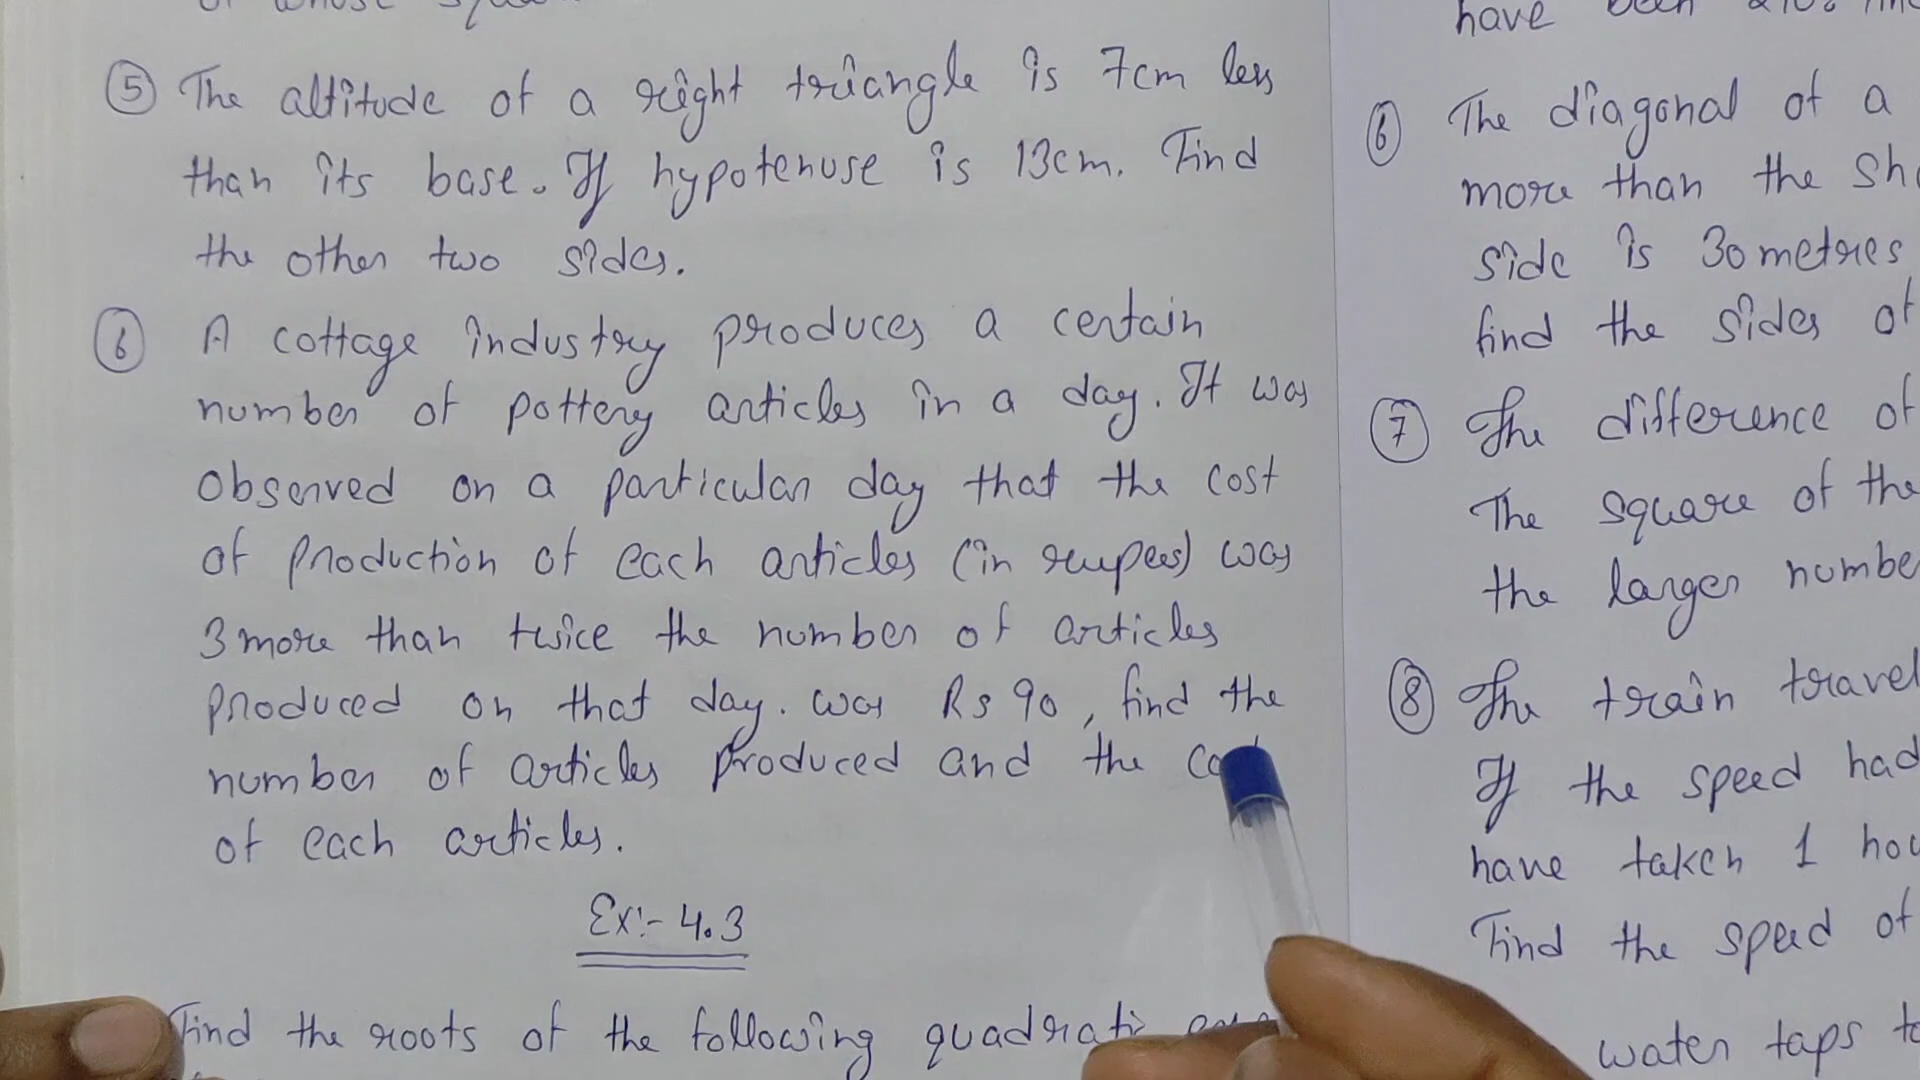 ⑤ The altitude of a right triangle is 7cm less
than its base. If hypotenuse is 13cm. Find
the other two sides.
⑥ A cottage industry produces a certain
number of pottery articles in a day. It was
observed on a particular day that the cost
of production of each articles (in rupees) was
3 more than twice the number of articles
produced on that day. was Rs 90, find the
number of articles produced and the
of each articles.
Ex:- 4.3
Find the roots of the following
have been
⑥ The diagonal of a
more than the
side is 30 metres
find the sides of
⑦ The difference of
The square of the
the larger
⑧ The train
If the speed had
have taken 1
Find the speed of
water taps